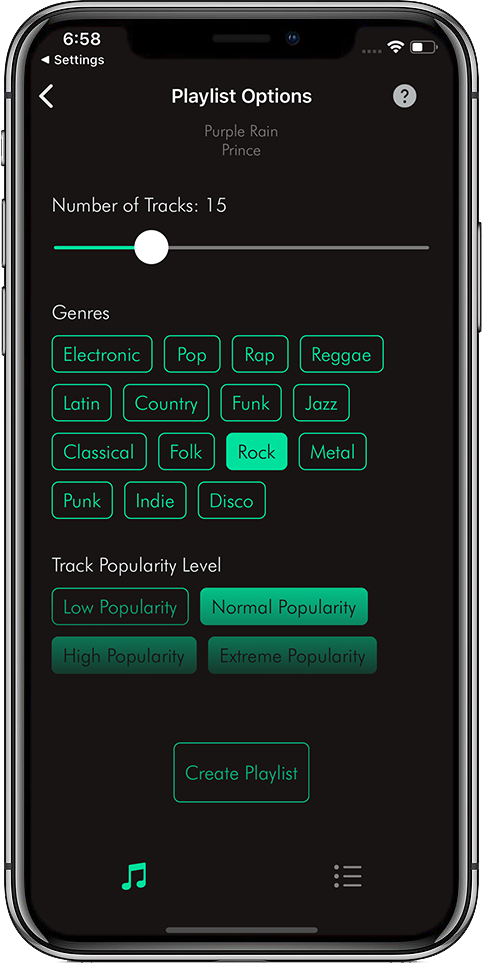 6:58
◀ Settings
Playlist Options
?
Purple Rain
Prince
Number of Tracks: 15
Genres
Electronic Pop Rap Reggae
Latin Country Funk Jazz
Classical Folk Rock Metal
Punk Indie Disco
Track Popularity Level
Low Popularity Normal Popularity
High Popularity Extreme Popularity
Create Playlist